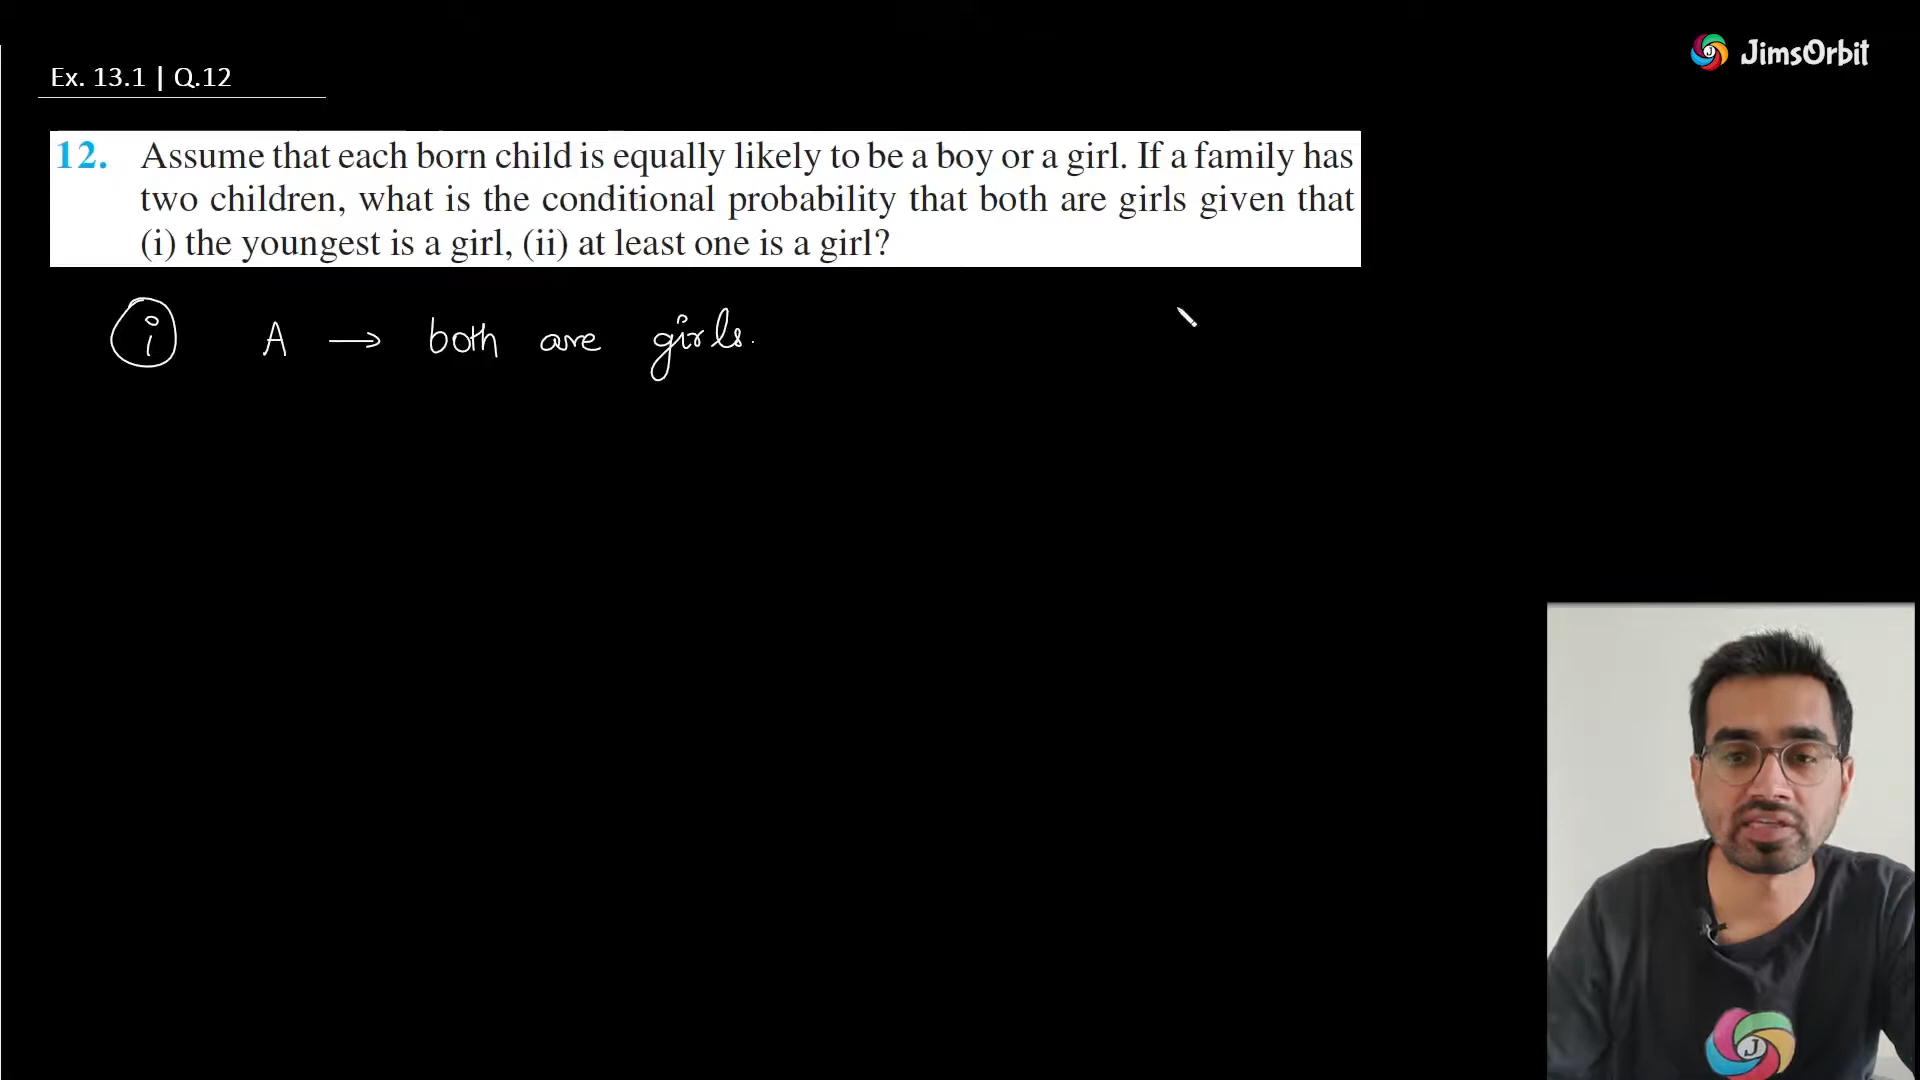 JimsOrbit
Ex. 13.1 | Q.12
12. Assume that each born child is equally likely to be a boy or a girl. If a family has
two children, what is the conditional probability that both are girls given that
(i) the youngest is a girl, (ii) at least one is a girl?
i A → both are girls.
J